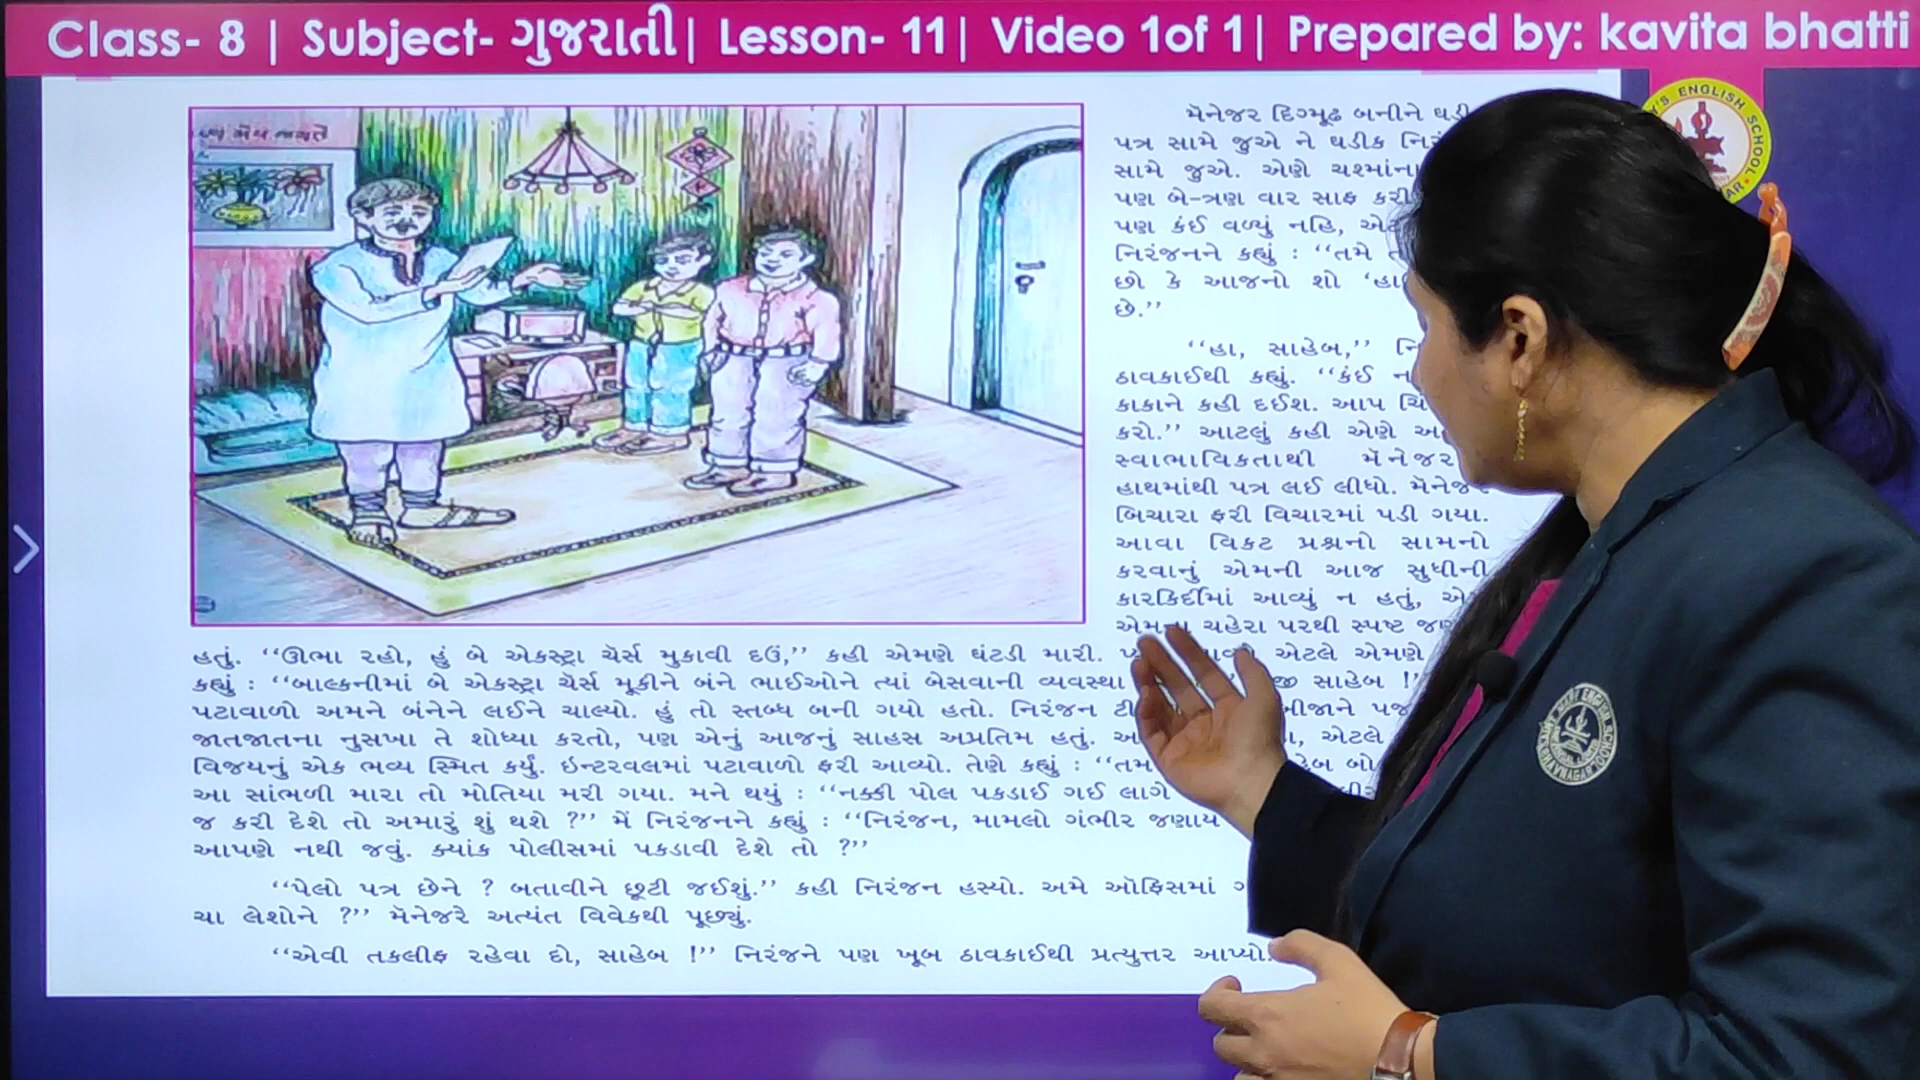 Class- 8 | Subject- ગુજરાતી| Lesson- 11| Video 1of 1| Prepared by: kavita bhatti
મૅનેજર દિગ્મૂઢ બનીને ઘડી
પત્ર સામે જુએ ને ઘડીક
સામે જુએ. એણે ચશ્માંના
પણ બે-ત્રણ વાર સાફ કરી
પણ કંઈ વળ્યું નહિ,
નિરંજનને કહ્યું : ‘‘તમે
છો કે આજનો શો
છે.’’
‘‘હા, સાહેબ,’’
ઠાવકાઈથી કહ્યું. ‘‘કંઈ
કાકાને કહી દઈશ. આપ
કરો.’’ આટલું કહી એણે
સ્વાભાવિકતાથી મૅનેજર
હાથમાંથી પત્ર લઈ લીધો. મૅનેજર
બિચારા ફરી વિચારમાં પડી ગયા.
આવા વિકટ પ્રશ્નનો સામનો
કરવાનું એમની આજ સુધીની
કારકિર્દીમાં આવ્યું ન હતું,
એમના ચહેરા પરથી સ્પષ્ટ
હતું. ‘‘ઊભા રહો, હું બે એકસ્ટ્રા ચૅર્સ મુકાવી દઉં,’’ કહી એમણે ઘંટડી મારી. એટલે એમણે
કહ્યું : ‘‘બાલ્કનીમાં બે એકસ્ટ્રા ચૅર્સ મૂકીને બંને ભાઈઓને ત્યાં બેસવાની વ્યવસ્થા જી સાહેબ !’
પટાવાળો અમને બંનેને લઈને ચાલ્યો. હું તો સ્તબ્ધ બની ગયો હતો. નિરંજન
જાતજાતના નુસખા તે શોધ્યા કરતો, પણ એનું આજનું સાહસ અપ્રતિમ હતું. એટલે
વિજયનું એક ભવ્ય સ્મિત કર્યું. ઇન્ટરવલમાં પટાવાળો ફરી આવ્યો. તેણે કહ્યું : ‘‘તમ
આ સાંભળી મારા તો મોતિયા મરી ગયા. મને થયું : ‘‘નક્કી પોલ પકડાઈ ગઈ લાગે
જ કરી દેશે તો અમારું શું થશે ?’’ મેં નિરંજનને કહ્યું : ‘‘નિરંજન, મામલો ગંભીર જણાય
આપણે નથી જવું. ક્યાંક પોલીસમાં પકડાવી દેશે તો ?’’
‘‘પેલો પત્ર છેને ? બતાવીને છૂટી જઈશું.’’ કહી નિરંજન હસ્યો. અમે ઑફિસમાં
ચા લેશોને ?’’ મૅનેજરે અત્યંત વિવેકથી પૂછ્યું.
‘‘એવી તકલીફ રહેવા દો, સાહેબ !’’ નિરંજને પણ ખૂબ ઠાવકાઈથી પ્રત્યુત્તર આપ્યો.